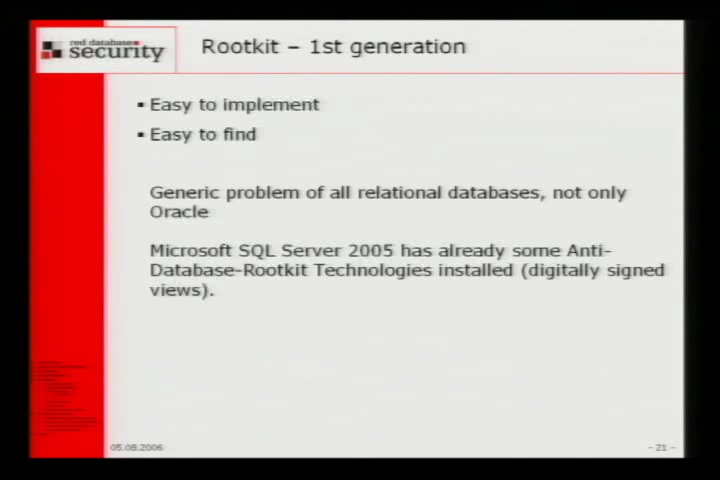 red database
security
Rootkit – 1st generation
▪ Easy to implement
▪ Easy to find
Generic problem of all relational databases, not only
Oracle
Microsoft SQL Server 2005 has already some Anti-
Database-Rootkit Technologies installed (digitally signed
views).
05.08.2006
- 21 -